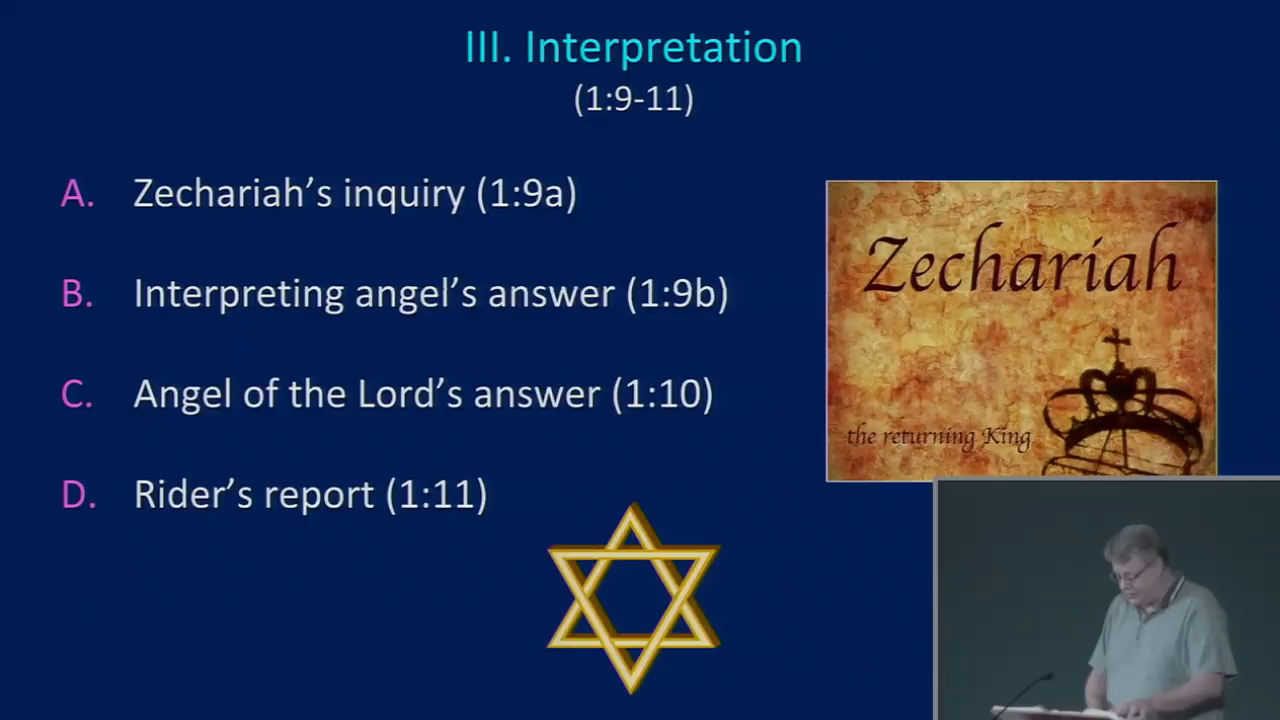 III. Interpretation
(1:9-11)
A. Zechariah’s inquiry (1:9a)
B. Interpreting angel’s answer (1:9b)
C. Angel of the Lord’s answer (1:10)
D. Rider’s report (1:11)
Zechariah
the returning King